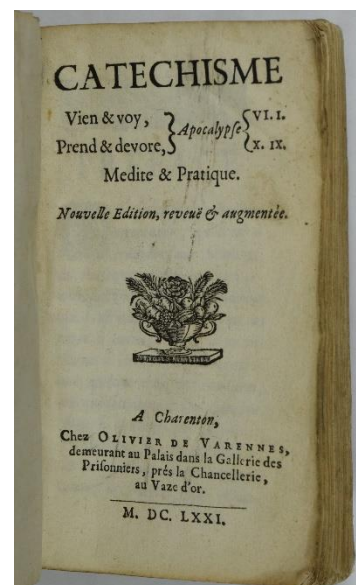 CATECHISME
Vien & voy, } Apocalypse { VI. I.
Prend & devore, } { X. IX.
Medite & Pratique.
Nouvelle Edition, reveuë & augmentée.
A Charenton,
Chez OLIVIER DE VARENNES,
demeurant au Palais dans la Gallerie des
Prisonniers, prés la Chancellerie,
au Vaze d'or.
M. DC. LXXI.